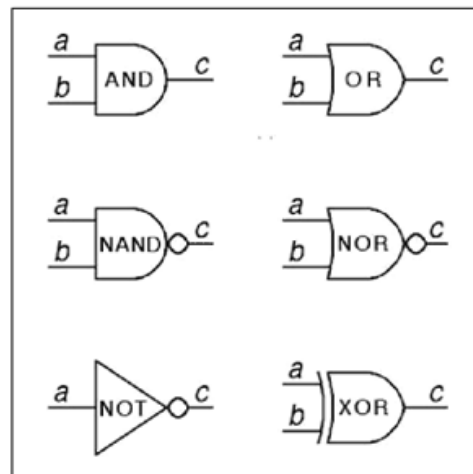 a AND c
b
a OR c
b
a NAND c
b
a NOR c
b
a NOT c
a XOR c
b